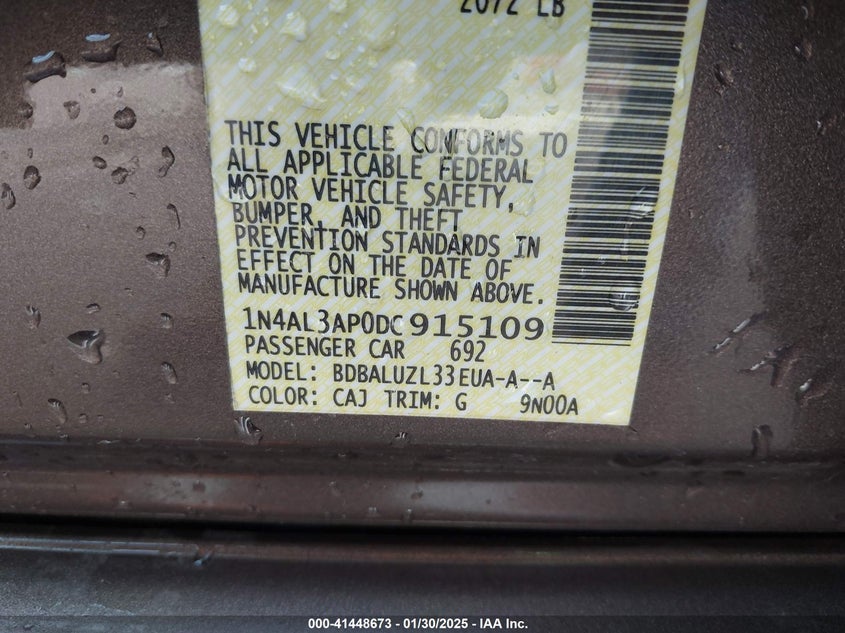 2072 LB
THIS VEHICLE CONFORMS TO
ALL APPLICABLE FEDERAL
MOTOR VEHICLE SAFETY,
BUMPER, AND THEFT
PREVENTION STANDARDS IN
EFFECT ON THE DATE OF
MANUFACTURE SHOWN ABOVE.
1N4AL3AP0DC915109
PASSENGER CAR 692
MODEL: BDBALUZL33EUA-A--A
COLOR: CAJ TRIM: G 9N00A
000-41448673 - 01/30/2025 - IAA Inc.